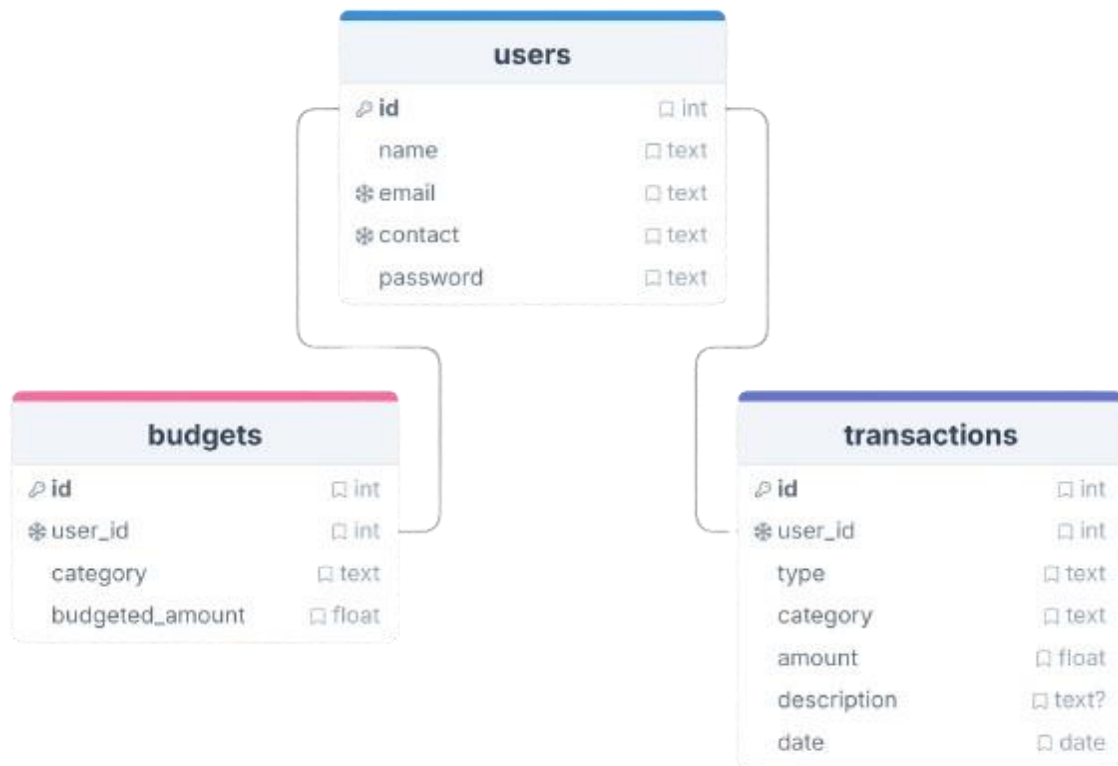 users
id int
name text
email text
contact text
password text
budgets
id int
user_id int
category text
budgeted_amount float
transactions
id int
user_id int
type text
category text
amount float
description text?
date date